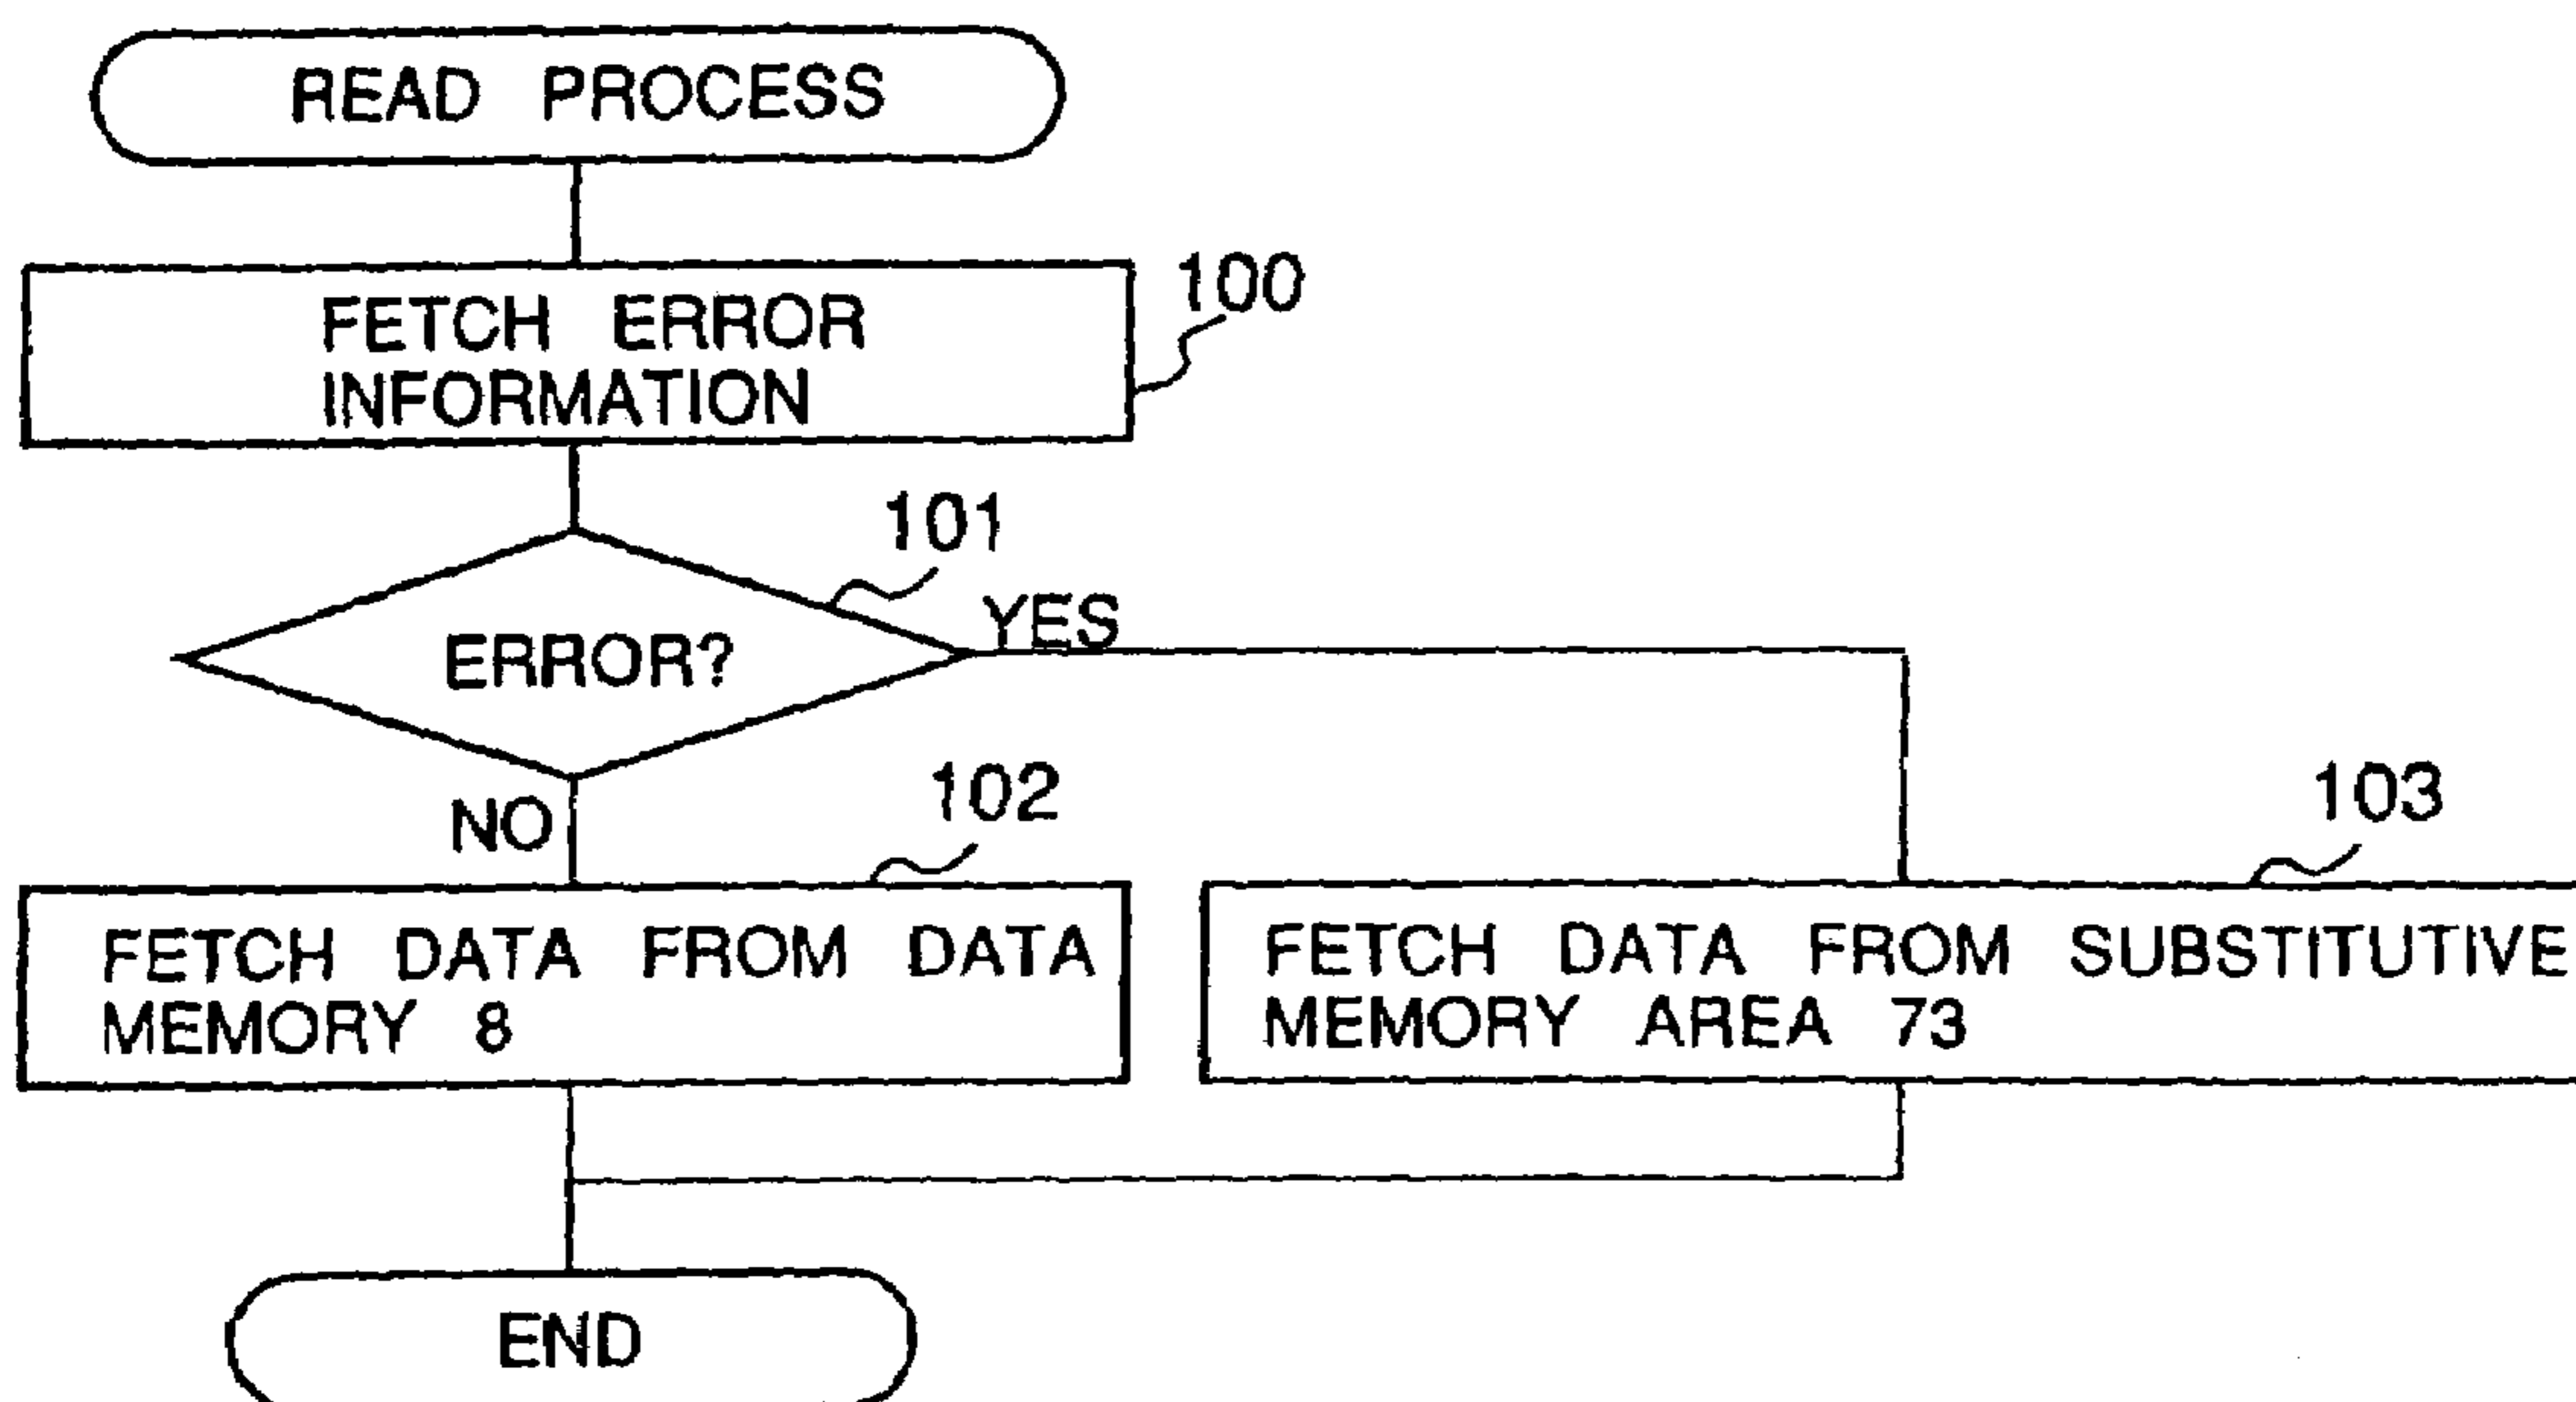 READ PROCESS
100
FETCH ERROR
INFORMATION
101
YES
ERROR?
NO
102
103
FETCH DATA FROM DATA
MEMORY 8
FETCH DATA FROM SUBSTITUTIVE
MEMORY AREA 73
END